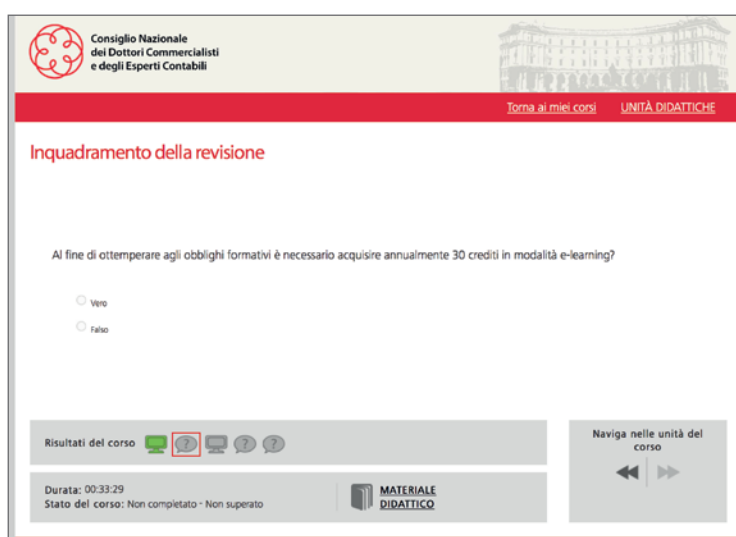 Consiglio Nazionale
dei Dottori Commercialisti
e degli Esperti Contabili
Torna ai miei corsi UNITÀ DIDATTICHE
Inquadramento della revisione
Al fine di ottemperare agli obblighi formativi è necessario acquisire annualmente 30 crediti in modalità e-learning?
Vero
Falso
Risultati del corso
? ? ?
Naviga nelle unità del
corso
Durata: 00:33:29
Stato del corso: Non completato - Non superato
MATERIALE
DIDATTICO